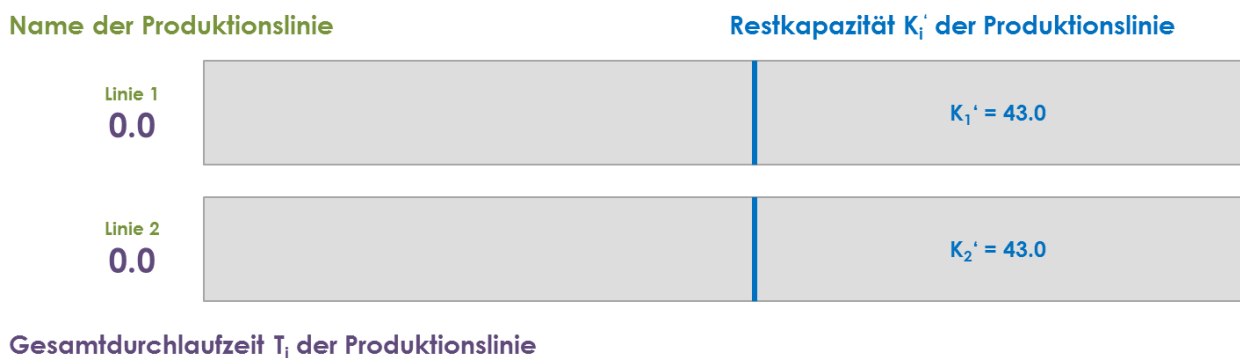 Name der Produktionslinie
Restkapazität Kᵢ‘ der Produktionslinie
Linie 1
0.0
K₁‘ = 43.0
Linie 2
0.0
K₂‘ = 43.0
Gesamtdurchlaufzeit Tᵢ der Produktionslinie